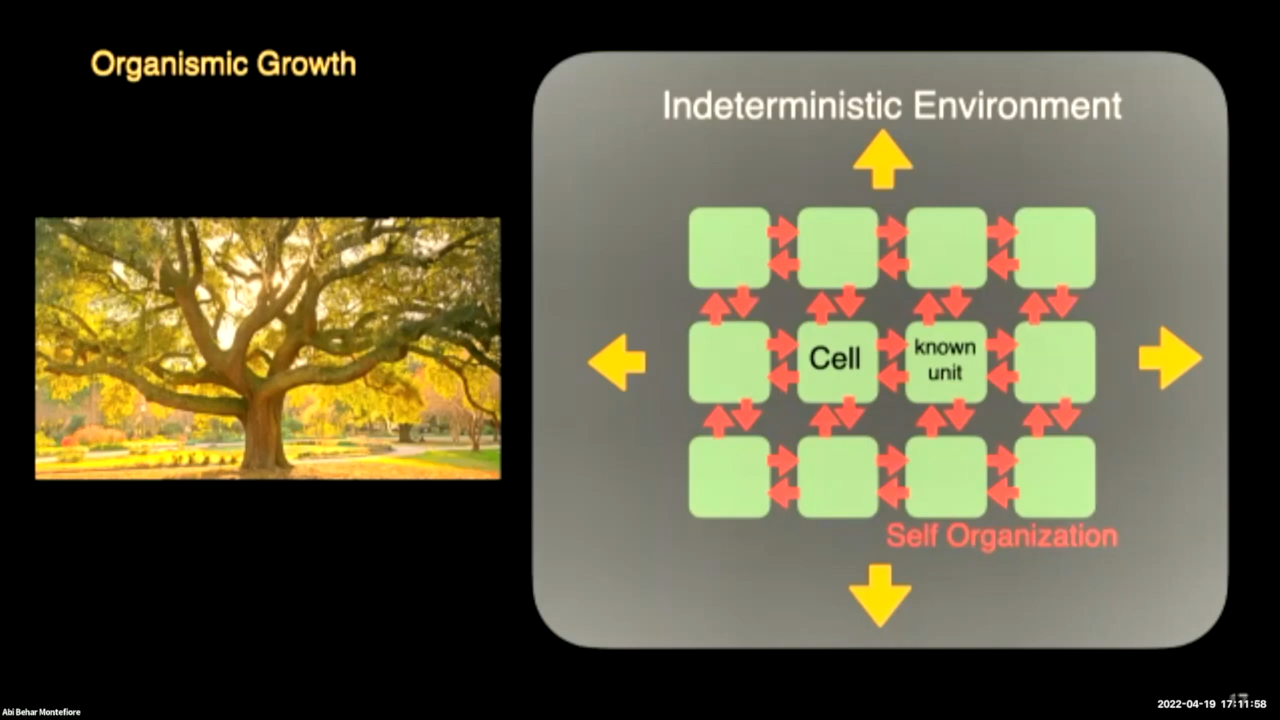 Organismic Growth
Indeterministic Environment
Cell
known
unit
Self Organization
Abi Behar Montefiore
2022-04-19 17:11:58